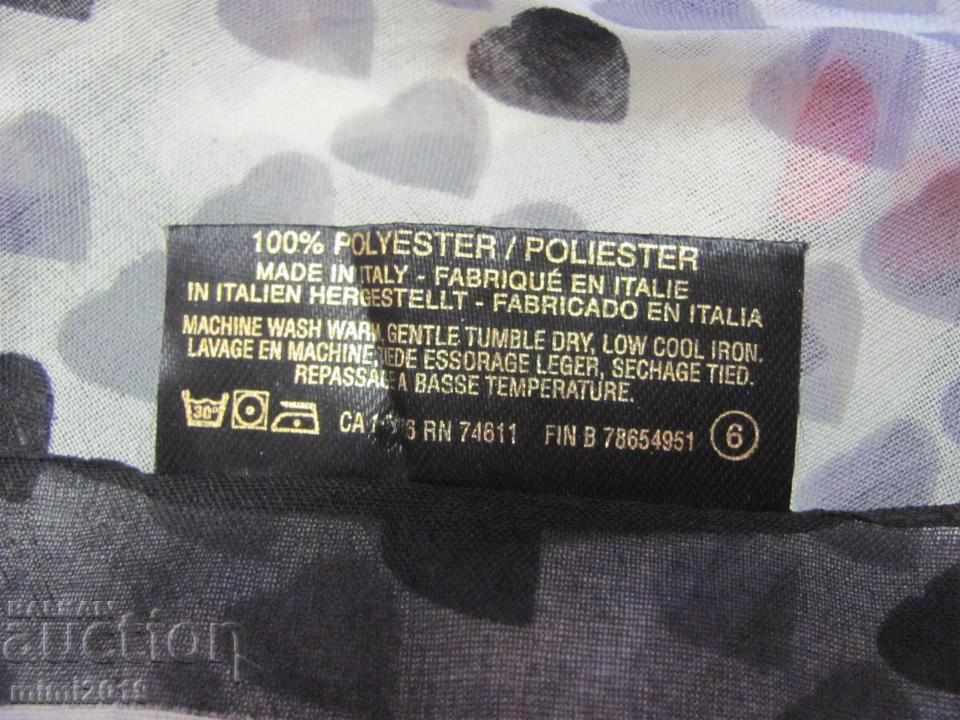 100% POLYESTER / POLIESTER
MADE IN ITALY - FABRIQUÉ EN ITALIE
IN ITALIEN HERGESTELLT - FABRICADO EN ITALIA
MACHINE WASH WARM, GENTLE TUMBLE DRY, LOW COOL IRON.
LAVAGE EN MACHINE, ESSORAGE LEGER, SECHAGE TIED.
A BASSE TEMPERATURE.
30° CA RN 74611 FIN B 78654951 6
BALKAN
auction
mimi2019